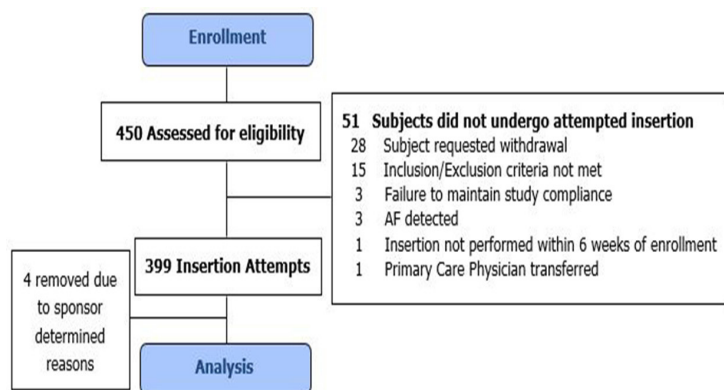 Enrollment
450 Assessed for eligibility
51 Subjects did not undergo attempted insertion
28 Subject requested withdrawal
15 Inclusion/Exclusion criteria not met
3 Failure to maintain study compliance
3 AF detected
1 Insertion not performed within 6 weeks of enrollment
1 Primary Care Physician transferred
399 Insertion Attempts
4 removed due
to sponsor
determined
reasons
Analysis